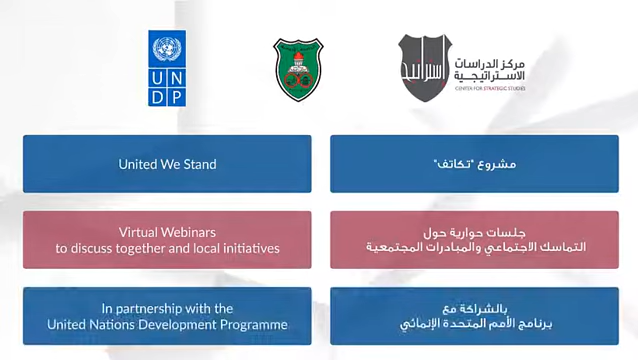 UN
DP
مركز الدراسات
الاستراتيجية
CENTER FOR STRATEGIC STUDIES
United We Stand
مشروع "تكاتف"
Virtual Webinars
to discuss together and local initiatives
جلسات حوارية حول
التماسك الاجتماعي والمبادرات المجتمعية
In partnership with the
United Nations Development Programme
بالشراكة مع
برنامج الأمم المتحدة الإنمائي